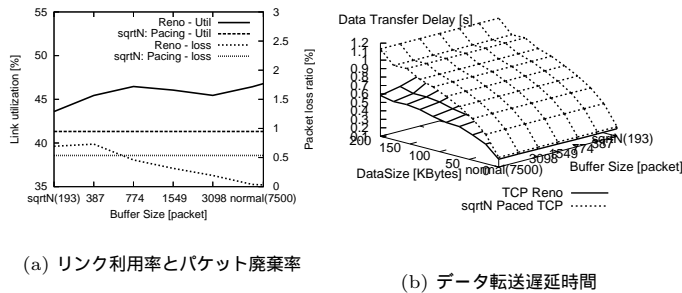 55
50
45
40
35
Link utilization [%]
3
2.5
2
1.5
1
0.5
0
Packet loss ratio [%]
Reno - Util
sqrtN: Pacing - Util
Reno - loss
sqrtN: Pacing - loss
sqrtN(193) 387 774 1549 3098 normal(7500)
Buffer Size [packet]
(a) リンク利用率とパケット廃棄率
Data Transfer Delay [s]
1.2
1.1
1
0.9
0.8
0.7
0.6
0.5
0.4
0.3
0.2
0.1
200
150
100
50
0
DataSize [KBytes]
normal(7500)
3098
1549
774
387
sqrtN(193)
Buffer Size [packet]
TCP Reno
sqrtN Paced TCP
(b) データ転送遅延時間